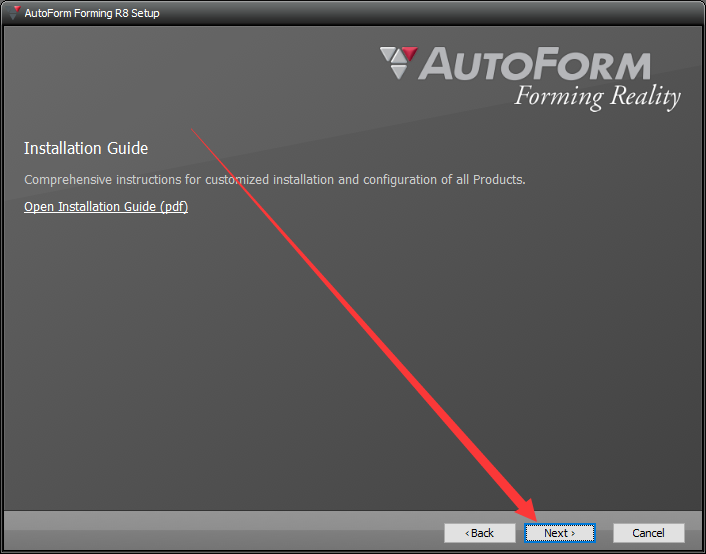 AutoForm Forming R8 Setup
AUTOFORM
Forming Reality
Installation Guide
Comprehensive instructions for customized installation and configuration of all Products.
Open Installation Guide (pdf)
‹ Back
Next ›
Cancel